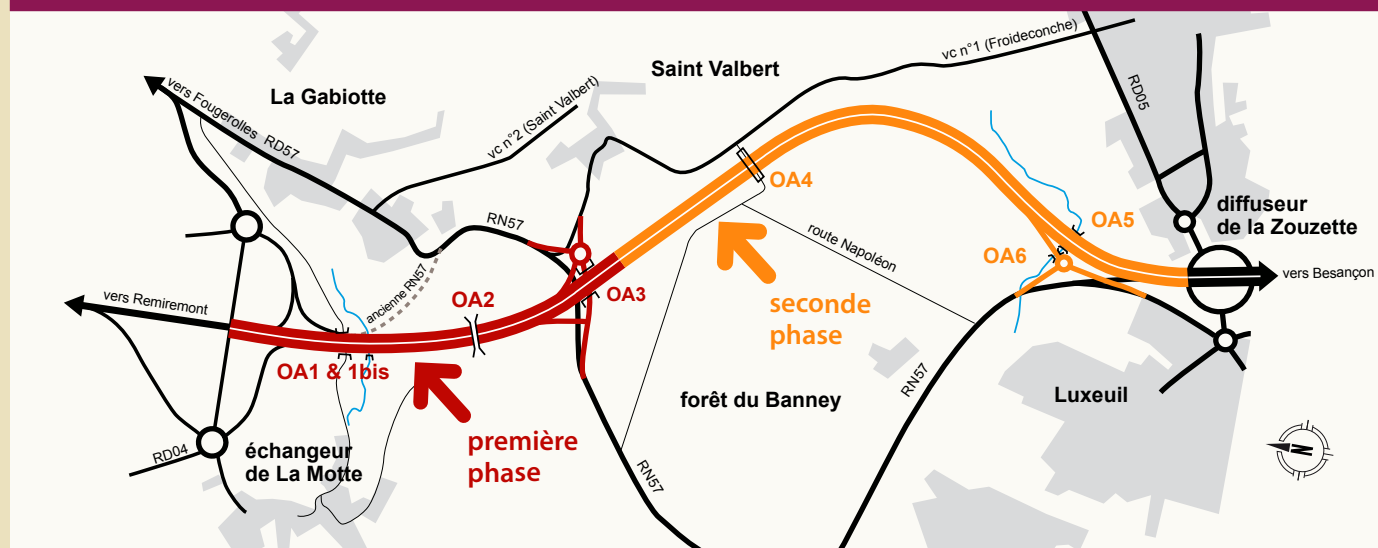 vc n°1 (Froideconche)
Saint Valbert
RD05
vers Fougerolles RD57
La Gabiotte
vc n°2 (Saint Valbert)
OA4
diffuseur
de la Zouzette
OA5
RN57
route Napoléon
OA6
vers Besançon
ancienne RN57
vers Remiremont
OA2
OA3
seconde
phase
OA1 & 1bis
RN57
Luxeuil
forêt du Banney
première
phase
échangeur
de La Motte
RD04
RN57
N